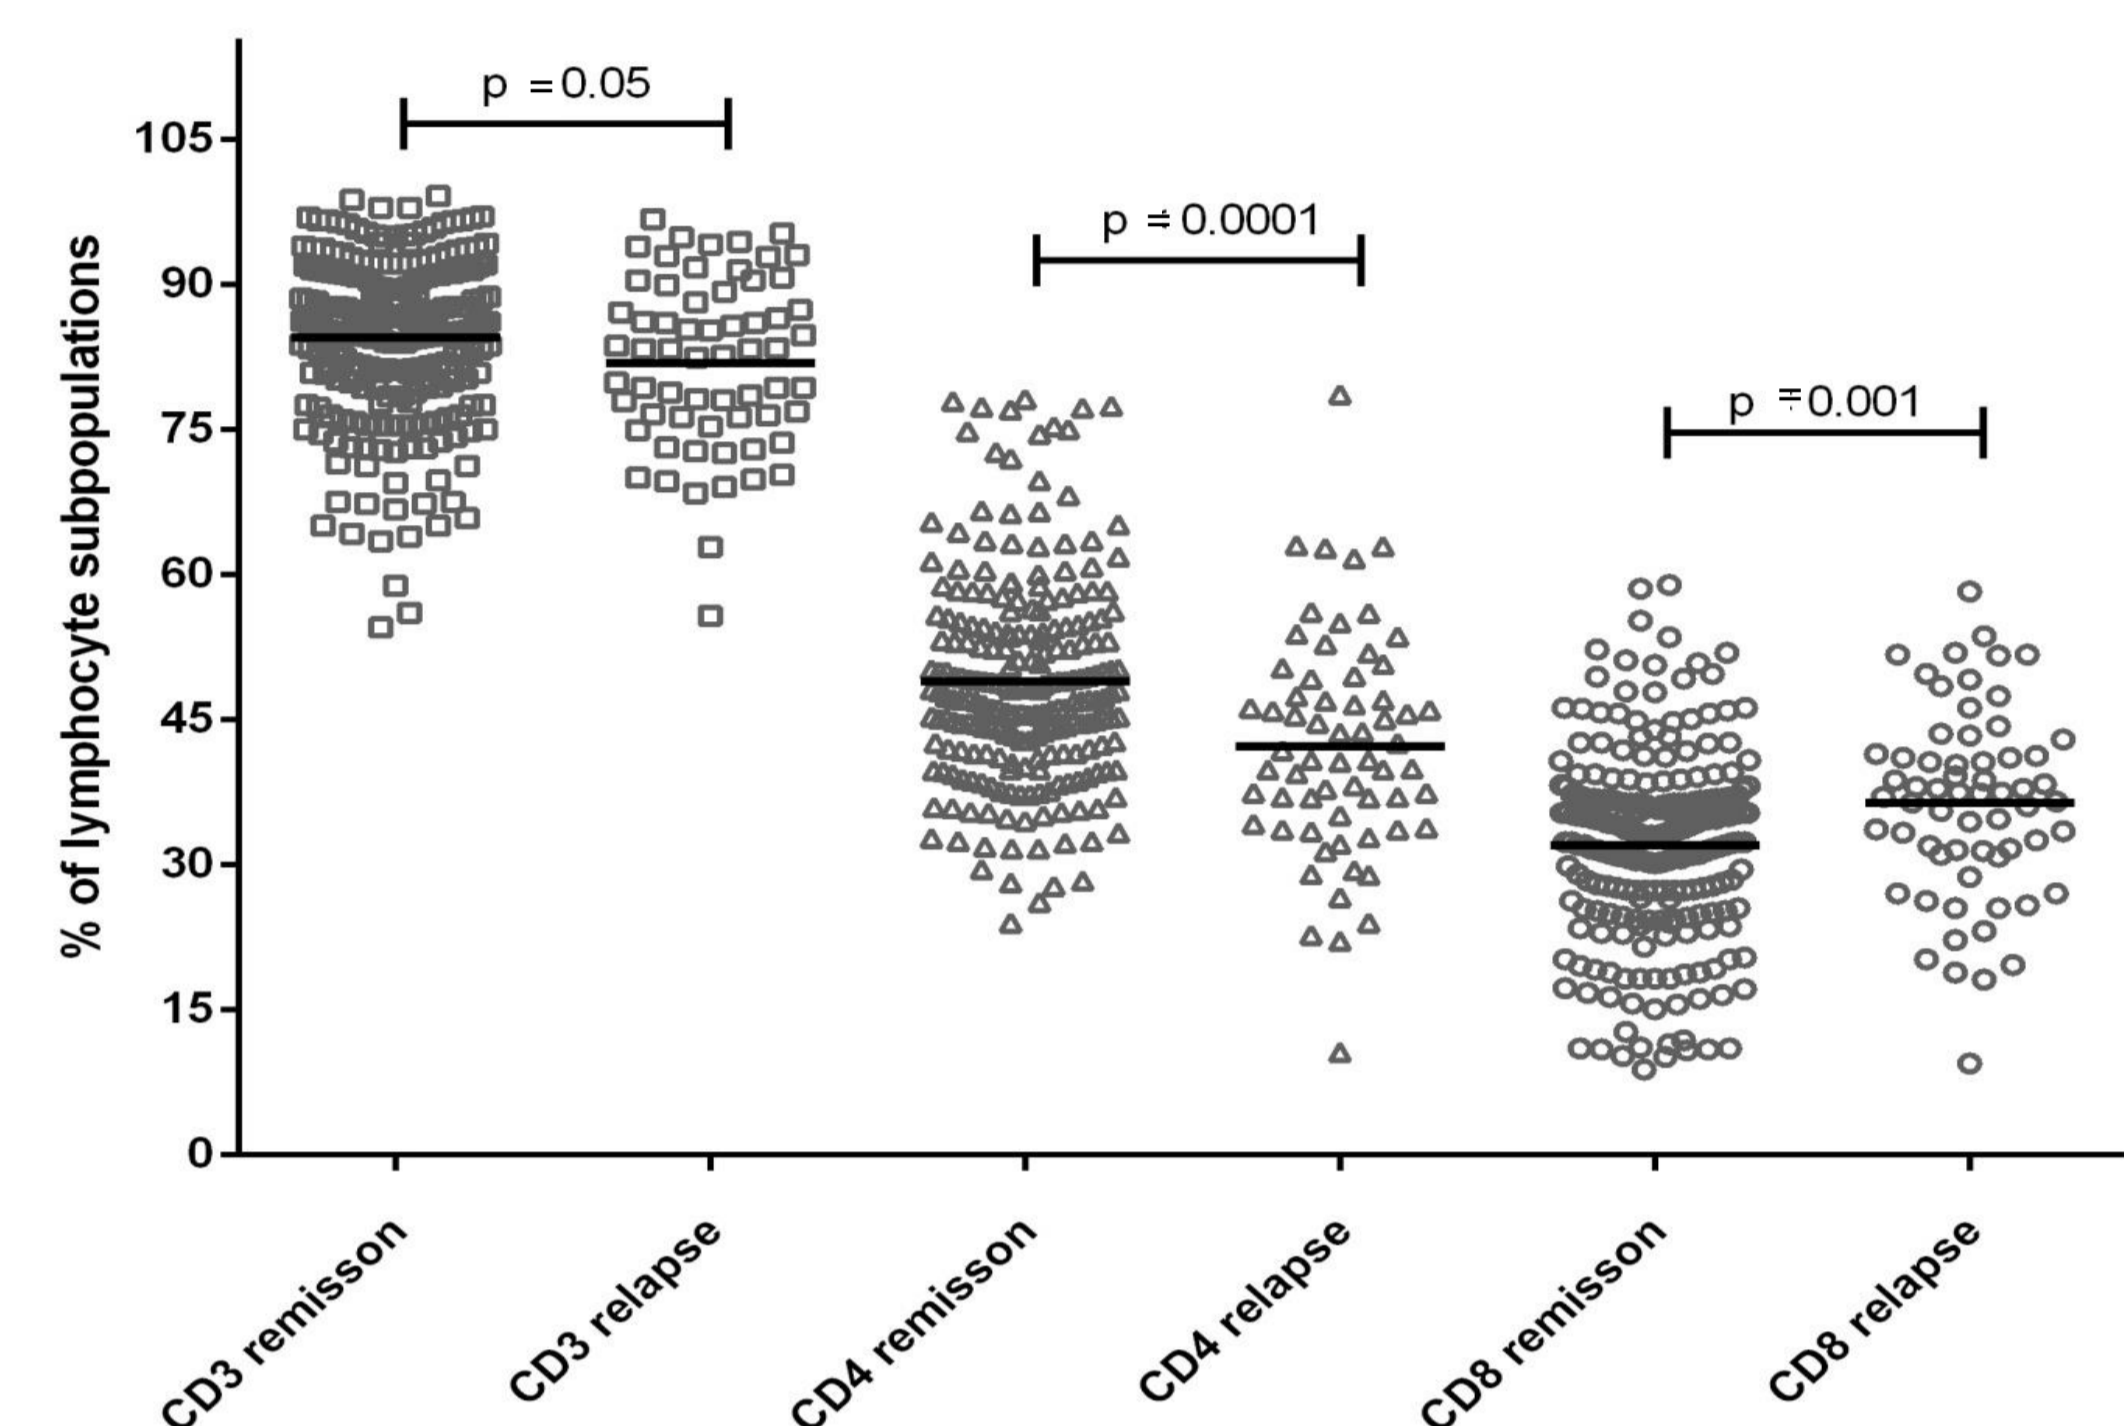 p = 0.05
p = 0.0001
p = 0.001
% of lymphocyte subpopulations
105
90
75
60
45
30
15
0
CD3 remisson
CD3 relapse
CD4 remisson
CD4 relapse
CD8 remisson
CD8 relapse